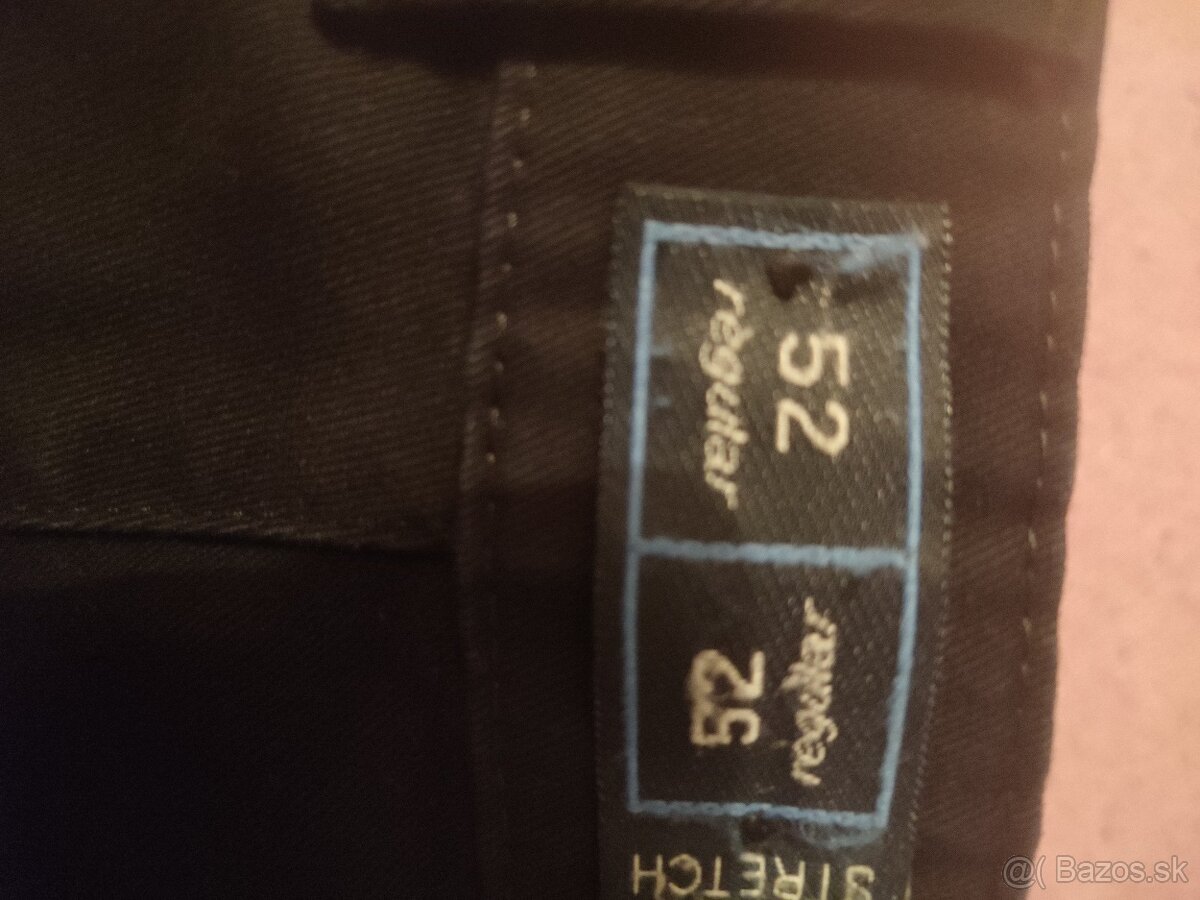 52
regular
52
regular
STRETCH
@( Bazos.sk